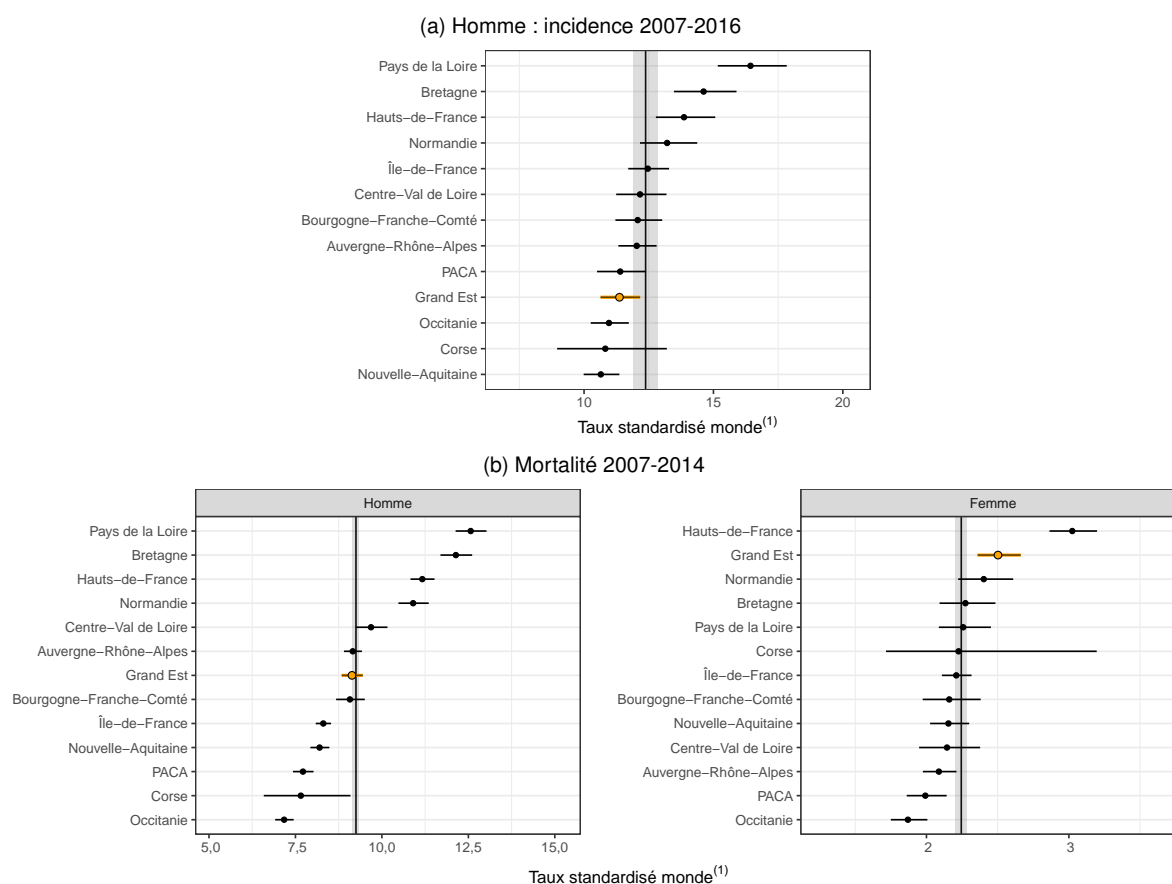 (a) Homme : incidence 2007-2016
Pays de la Loire
Bretagne
Hauts−de−France
Normandie
Île−de−France
Centre−Val de Loire
Bourgogne−Franche−Comté
Auvergne−Rhône−Alpes
PACA
Grand Est
Occitanie
Corse
Nouvelle−Aquitaine
10 15 20
Taux standardisé monde(1)
(b) Mortalité 2007-2014
Homme
Pays de la Loire
Bretagne
Hauts−de−France
Normandie
Centre−Val de Loire
Auvergne−Rhône−Alpes
Grand Est
Bourgogne−Franche−Comté
Île−de−France
Nouvelle−Aquitaine
PACA
Corse
Occitanie
5,0 7,5 10,0 12,5 15,0
Femme
Hauts−de−France
Grand Est
Normandie
Bretagne
Pays de la Loire
Corse
Île−de−France
Bourgogne−Franche−Comté
Nouvelle−Aquitaine
Centre−Val de Loire
Auvergne−Rhône−Alpes
PACA
Occitanie
2 3
Taux standardisé monde(1)